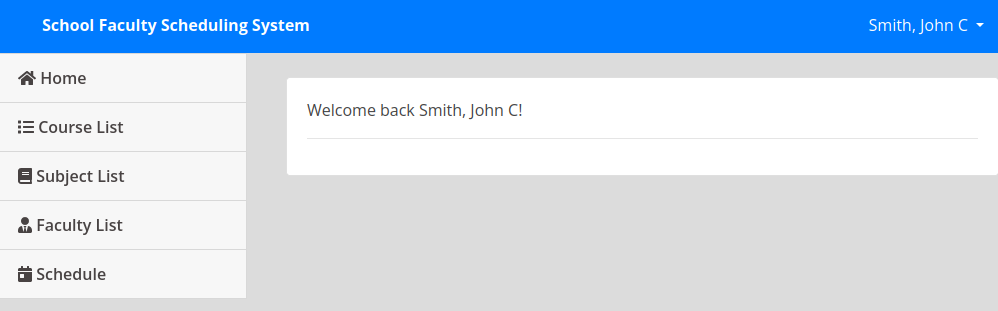 School Faculty Scheduling System
Smith, John C
Home
Course List
Subject List
Faculty List
Schedule
Welcome back Smith, John C!